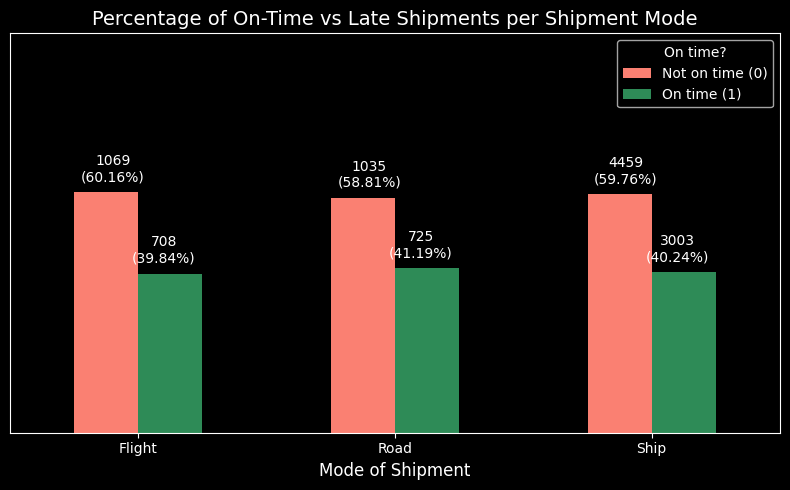 Percentage of On-Time vs Late Shipments per Shipment Mode
On time?
Not on time (0)
On time (1)
1069
(60.16%)
708
(39.84%)
1035
(58.81%)
725
(41.19%)
4459
(59.76%)
3003
(40.24%)
Flight
Road
Ship
Mode of Shipment